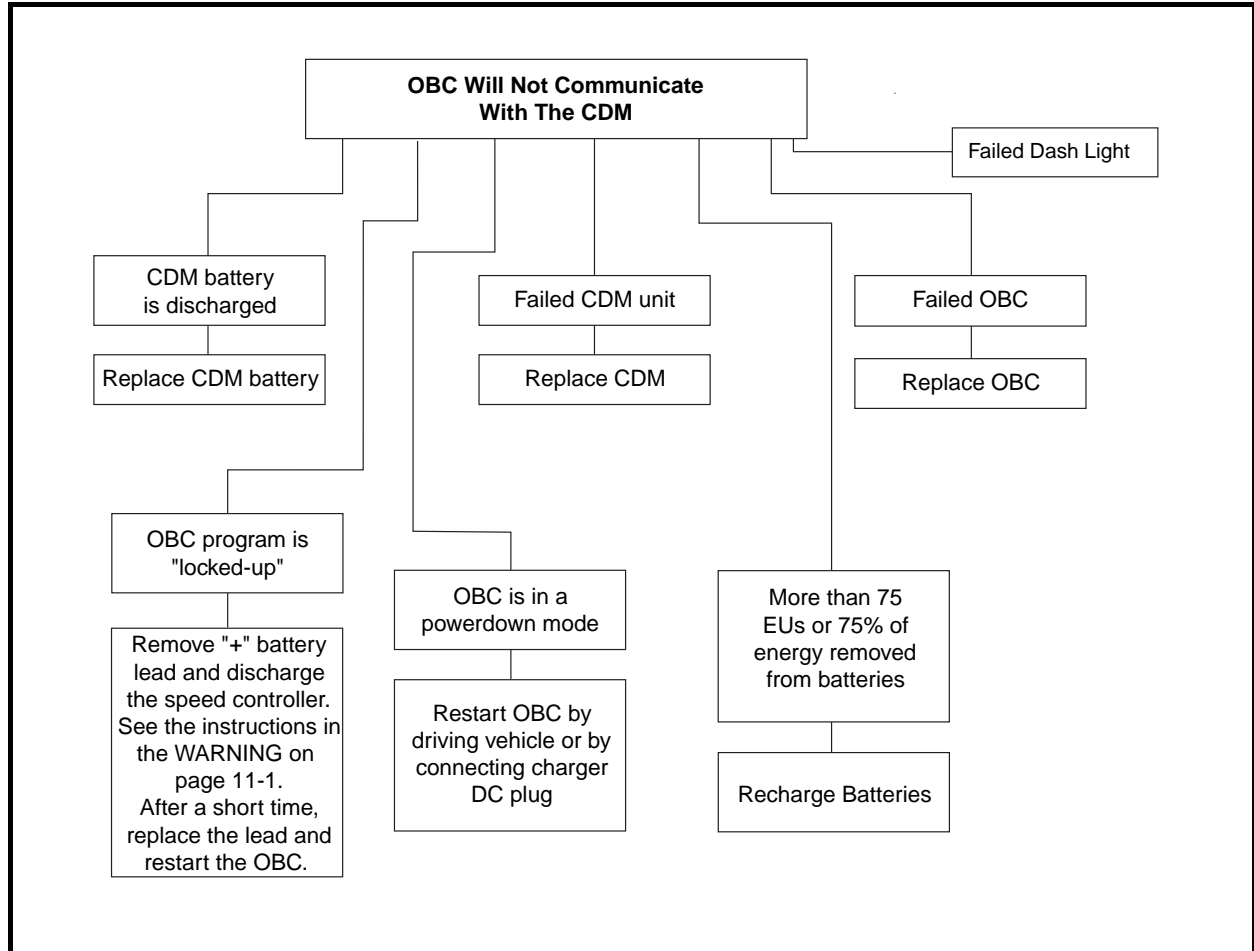 OBC Will Not Communicate
With The CDM
Failed Dash Light
CDM battery
is discharged
Replace CDM battery
Failed CDM unit
Replace CDM
Failed OBC
Replace OBC
OBC program is
"locked-up"
Remove "+" battery
lead and discharge
the speed controller.
See the instructions in
the WARNING on
page 11-1.
After a short time,
replace the lead and
restart the OBC.
OBC is in a
powerdown mode
Restart OBC by
driving vehicle or by
connecting charger
DC plug
More than 75
EUs or 75% of
energy removed
from batteries
Recharge Batteries